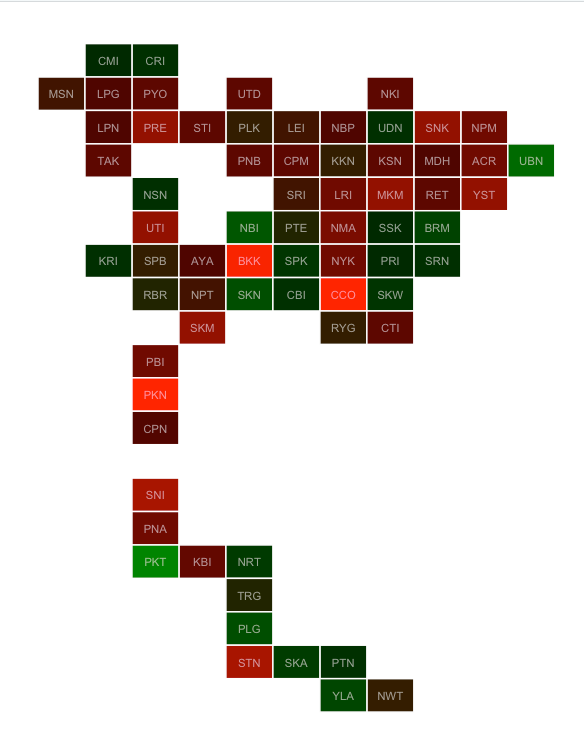 CMI CRI
MSN LPG PYO UTD NKI
LPN PRE STI PLK LEI NBP UDN SNK NPM
TAK PNB CPM KKN KSN MDH ACR UBN
NSN SRI LRI MKM RET YST
UTI NBI PTE NMA SSK BRM
KRI SPB AYA BKK SPK NYK PRI SRN
RBR NPT SKN CBI CCO SKW
SKM RYG CTI
PBI
PKN
CPN
SNI
PNA
PKT KBI NRT
TRG
PLG
STN SKA PTN
YLA NWT